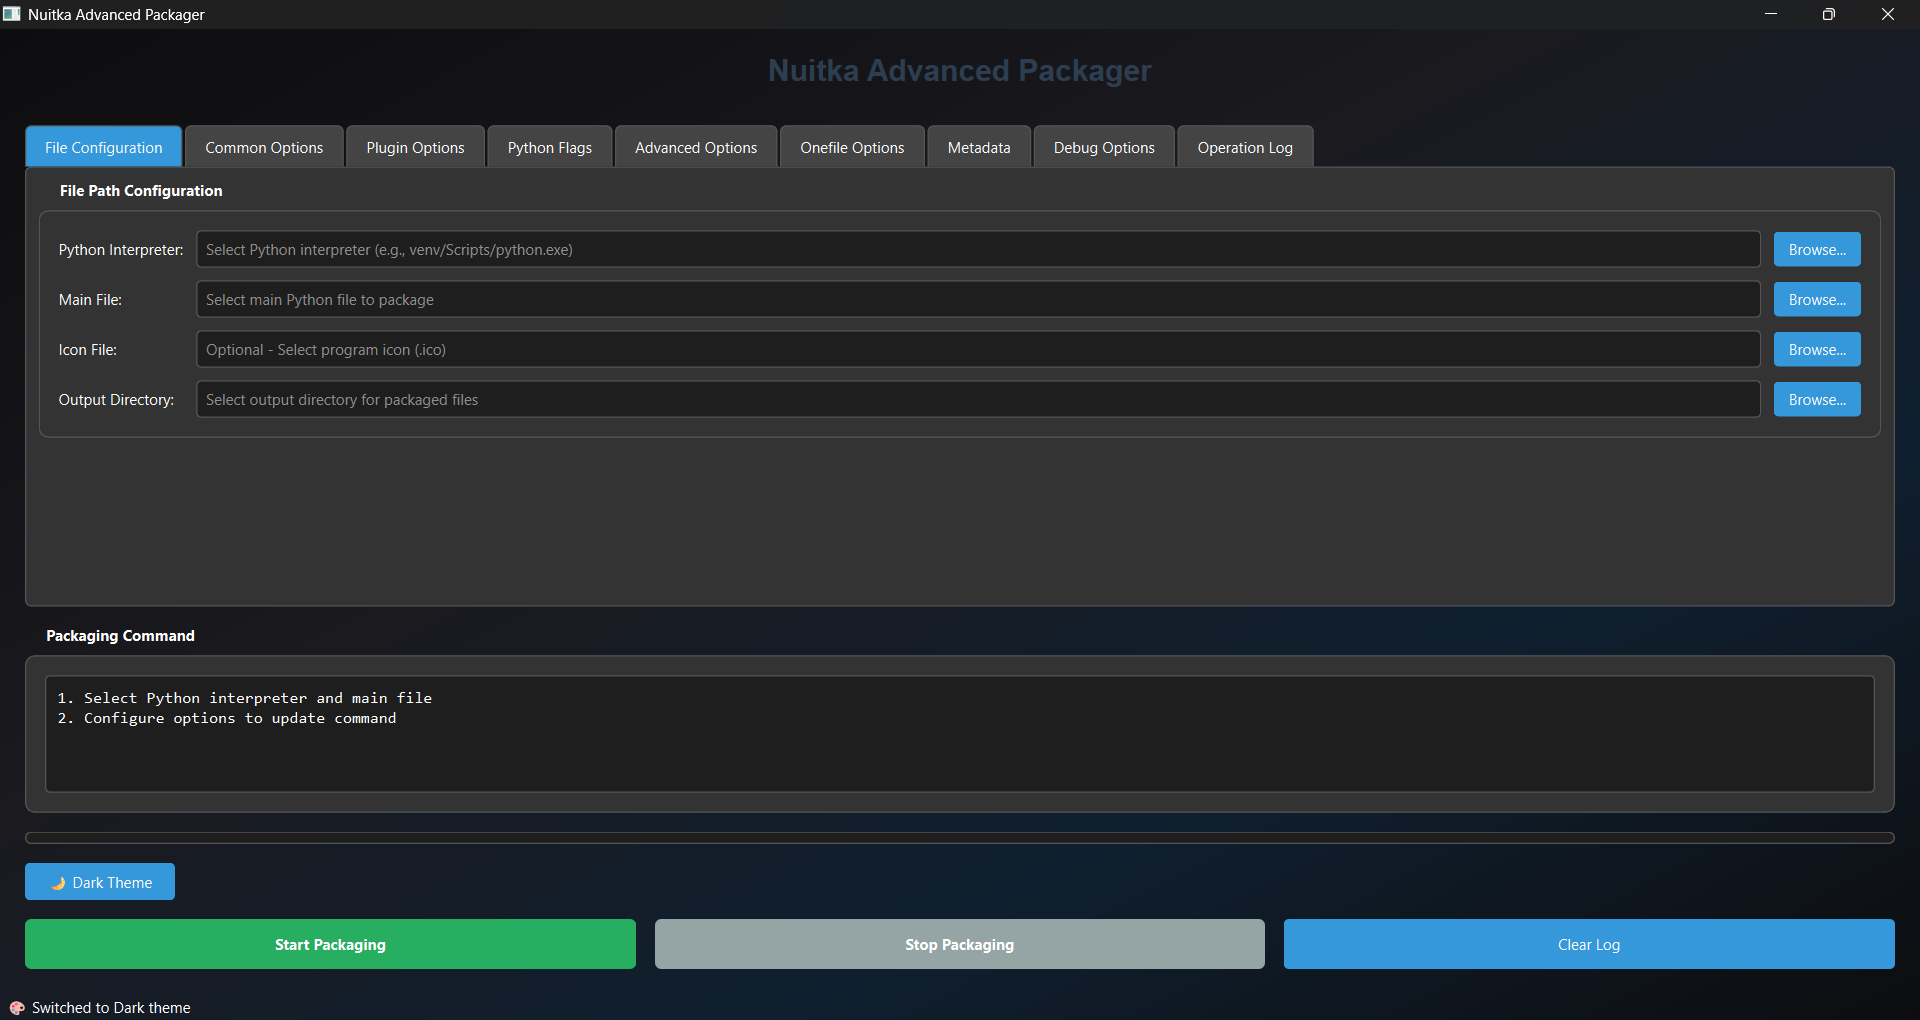 Nuitka Advanced Packager
Nuitka Advanced Packager
File Configuration
Common Options
Plugin Options
Python Flags
Advanced Options
Onefile Options
Metadata
Debug Options
Operation Log
File Path Configuration
Python Interpreter: Select Python interpreter (e.g., venv/Scripts/python.exe) Browse...
Main File: Select main Python file to package Browse...
Icon File: Optional - Select program icon (.ico) Browse...
Output Directory: Select output directory for packaged files Browse...
Packaging Command
1. Select Python interpreter and main file
2. Configure options to update command
🌙 Dark Theme
Start Packaging
Stop Packaging
Clear Log
🎨 Switched to Dark theme